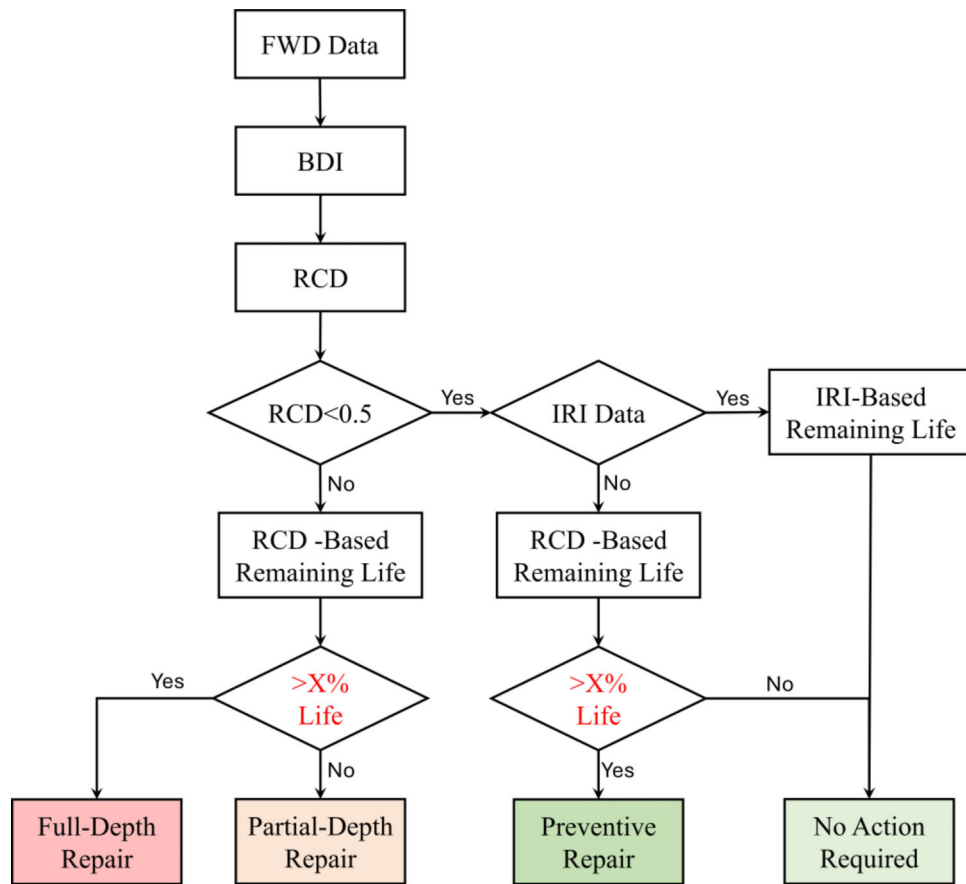 FWD Data
BDI
RCD
RCD<0.5
Yes
IRI Data
Yes
IRI-Based
Remaining Life
No
No
RCD -Based
Remaining Life
RCD -Based
Remaining Life
Yes
>X%
Life
>X%
Life
No
No
Yes
Full-Depth
Repair
Partial-Depth
Repair
Preventive
Repair
No Action
Required